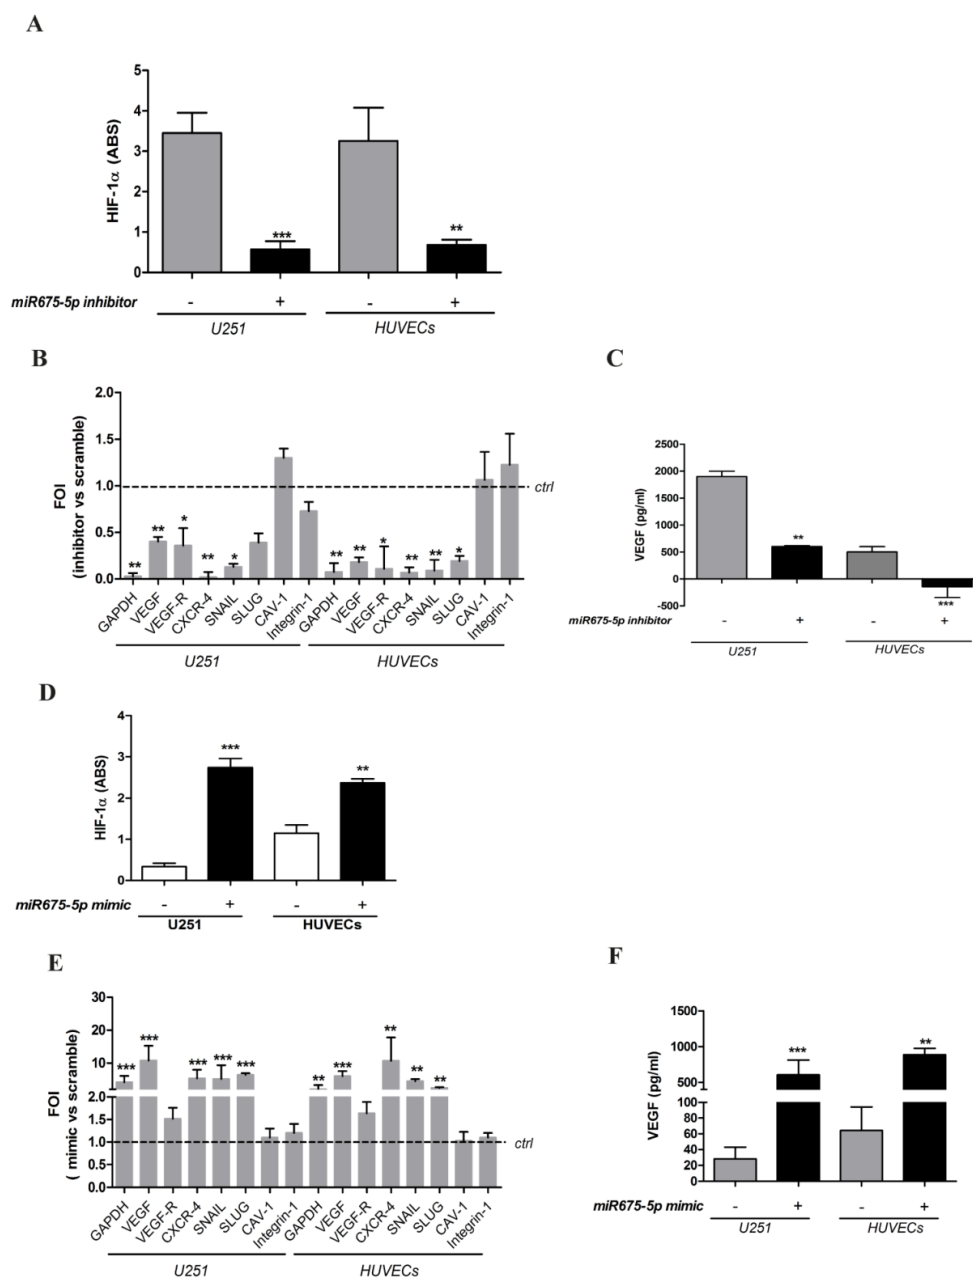 A
HIF-1α (ABS)
5
4
3
2
1
0
*** **
miR675-5p inhibitor - + - +
U251 HUVECs
B
FOI
(inhibitor vs scramble)
2.0
1.5
1.0
0.5
0.0
ctrl
** ** * ** * ** ** * ** ** *
GAPDH VEGF VEGF-R CXCR-4 SNAIL SLUG CAV-1 Integrin-1 GAPDH VEGF VEGF-R CXCR-4 SNAIL SLUG CAV-1 Integrin-1
U251 HUVECs
C
VEGF (pg/ml)
2500
2000
1500
1000
500
0
-500
** ***
miR675-5p inhibitor - + - +
U251 HUVECs
D
HIF-1α (ABS)
4
3
2
1
0
*** **
miR675-5p mimic - + - +
U251 HUVECs
E
FOI
( mimic vs scramble)
30
20
10
2.0
1.5
1.0
0.5
0.0
ctrl
*** *** *** *** *** ** *** ** ** **
GAPDH VEGF VEGF-R CXCR-4 SNAIL SLUG CAV-1 Integrin-1 GAPDH VEGF VEGF-R CXCR-4 SNAIL SLUG CAV-1 Integrin-1
U251 HUVECs
F
VEGF (pg/ml)
1500
1000
500
100
80
60
40
20
0
*** **
miR675-5p mimic - + - +
U251 HUVECs